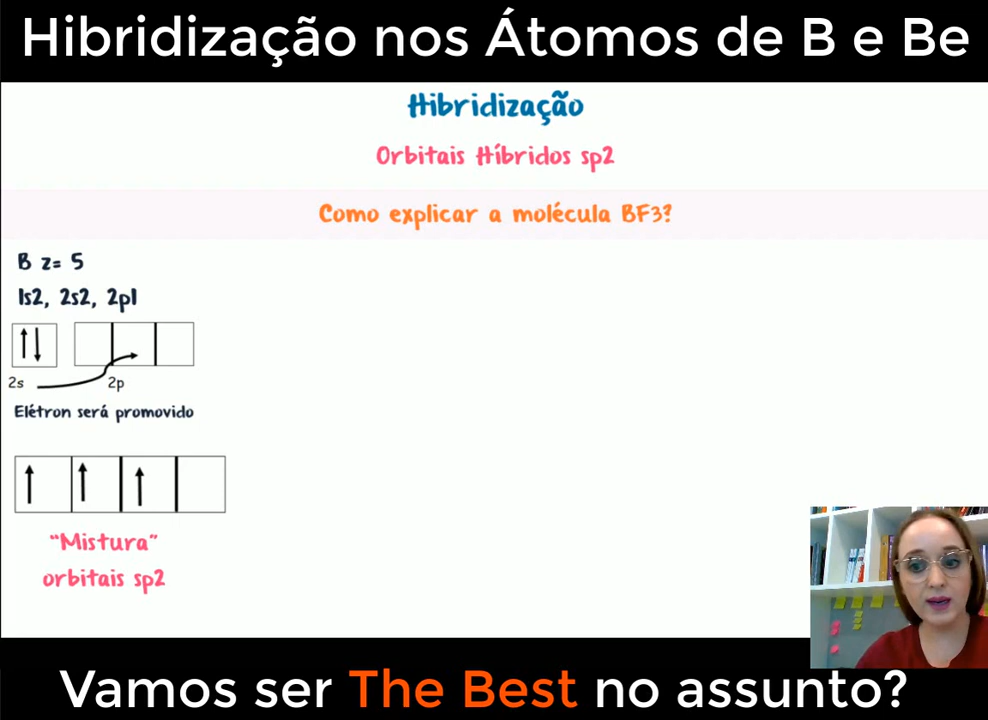 Hibridização nos Átomos de B e Be
Hibridização
Orbitais Híbridos sp2
Como explicar a molécula BF3?
B z= 5
1s2, 2s2, 2p1
2s 2p
Elétron será promovido
"Mistura"
orbitais sp2
Vamos ser The Best no assunto?